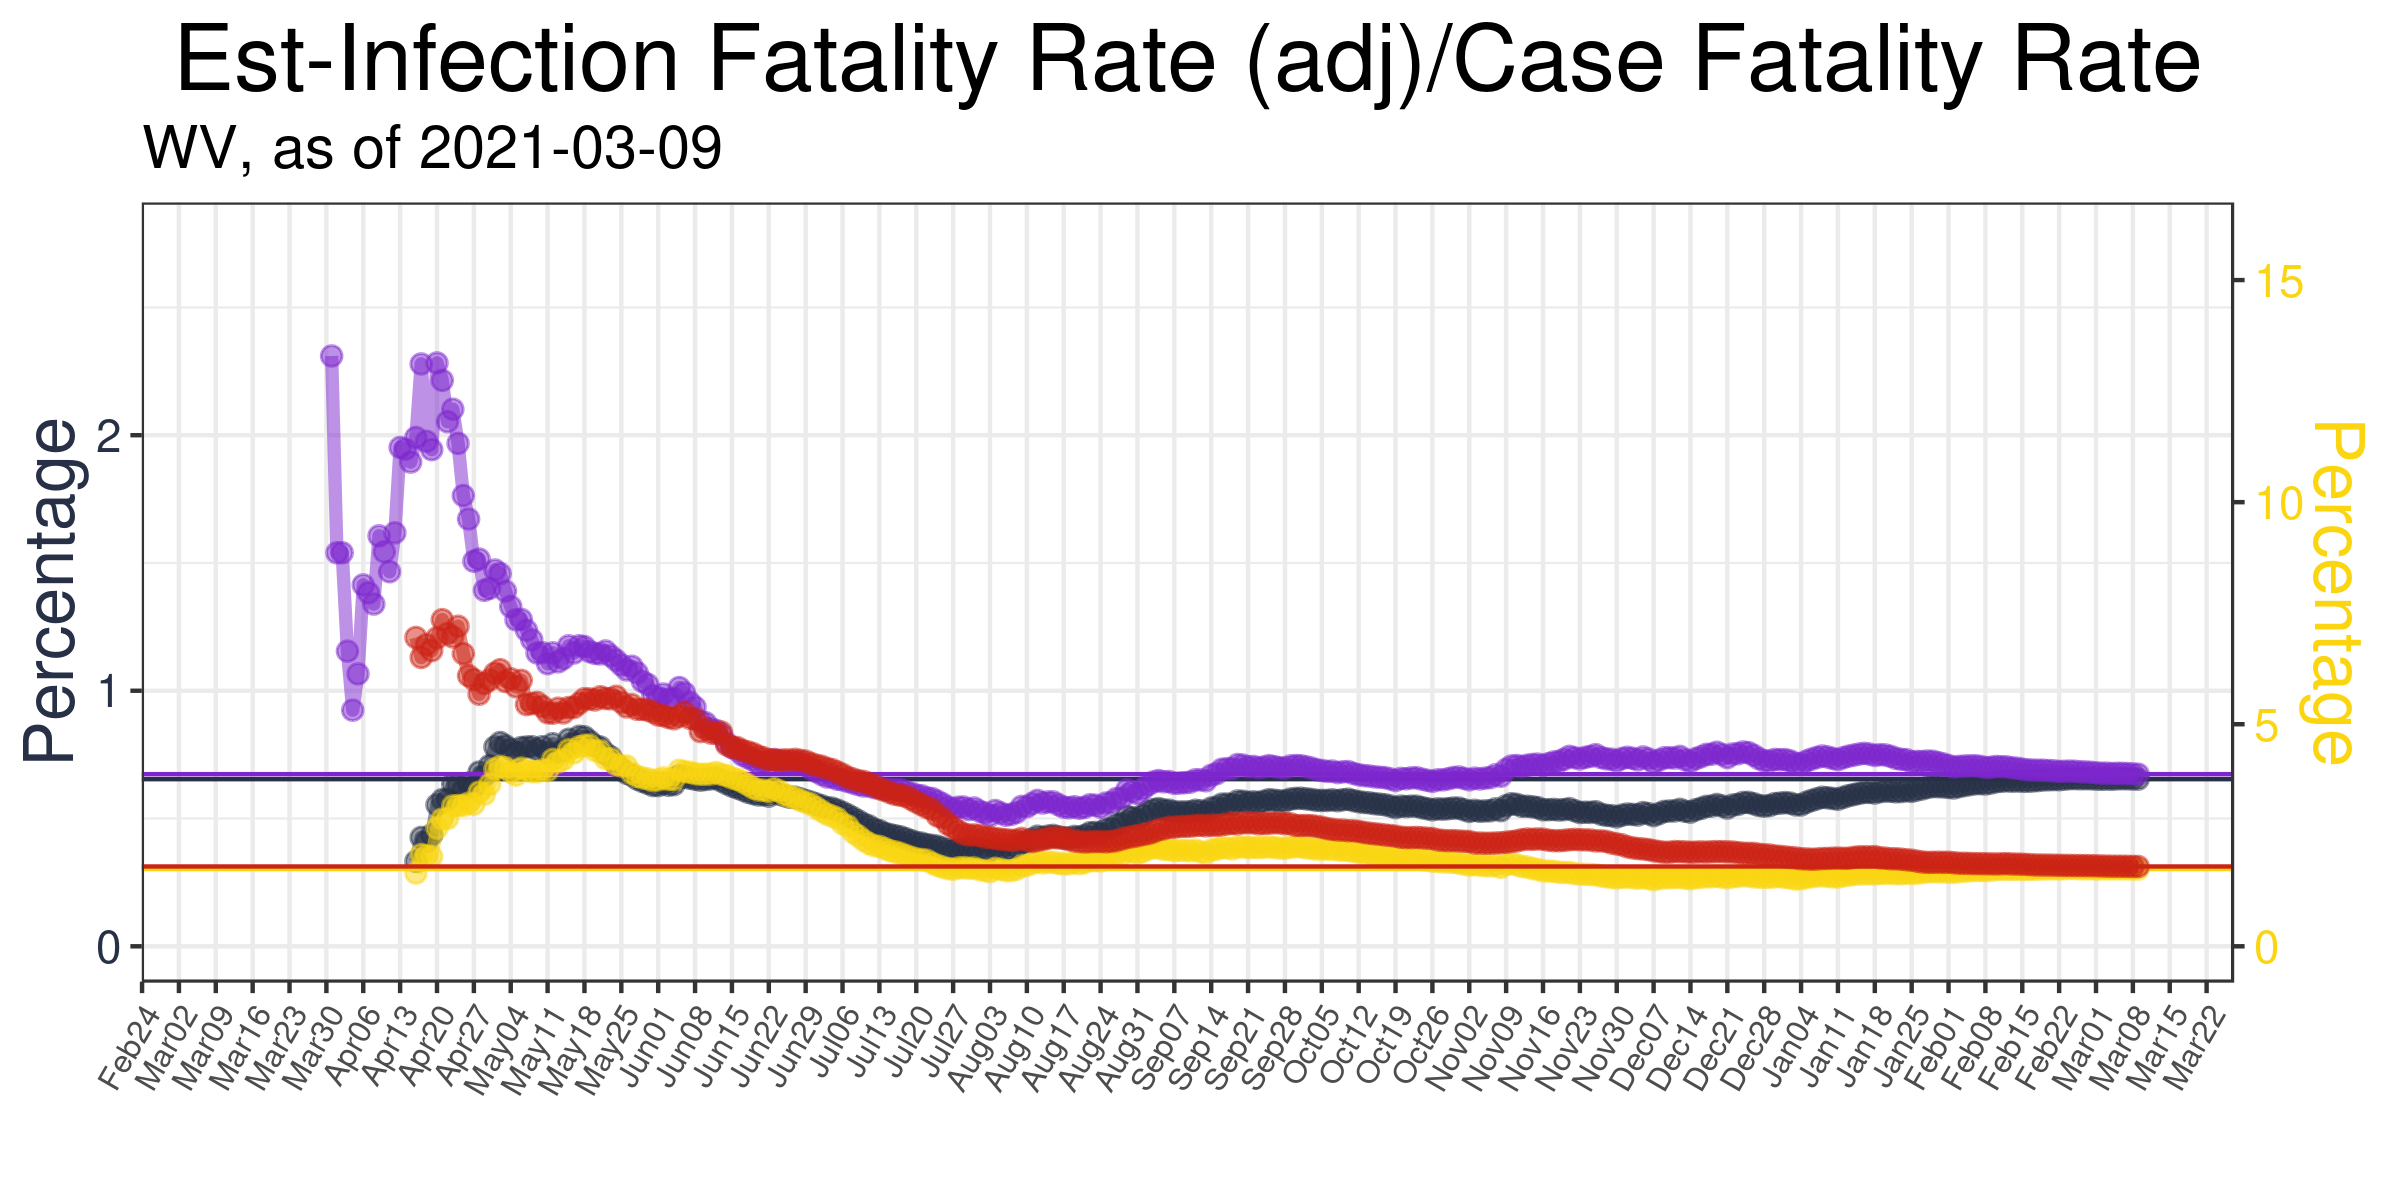 Est-Infection Fatality Rate (adj)/Case Fatality Rate
WV, as of 2021-03-09
Percentage
2
1
0
15
10
5
0
Percentage
Feb24
Mar02
Mar09
Mar16
Mar23
Mar30
Apr06
Apr13
Apr20
Apr27
May04
May11
May18
May25
Jun01
Jun08
Jun15
Jun22
Jun29
Jul06
Jul13
Jul20
Jul27
Aug03
Aug10
Aug17
Aug24
Aug31
Sep07
Sep14
Sep21
Sep28
Oct05
Oct12
Oct19
Oct26
Nov02
Nov09
Nov16
Nov23
Nov30
Dec07
Dec14
Dec21
Dec28
Jan04
Jan11
Jan18
Jan25
Feb01
Feb08
Feb15
Feb22
Mar01
Mar08
Mar15
Mar22